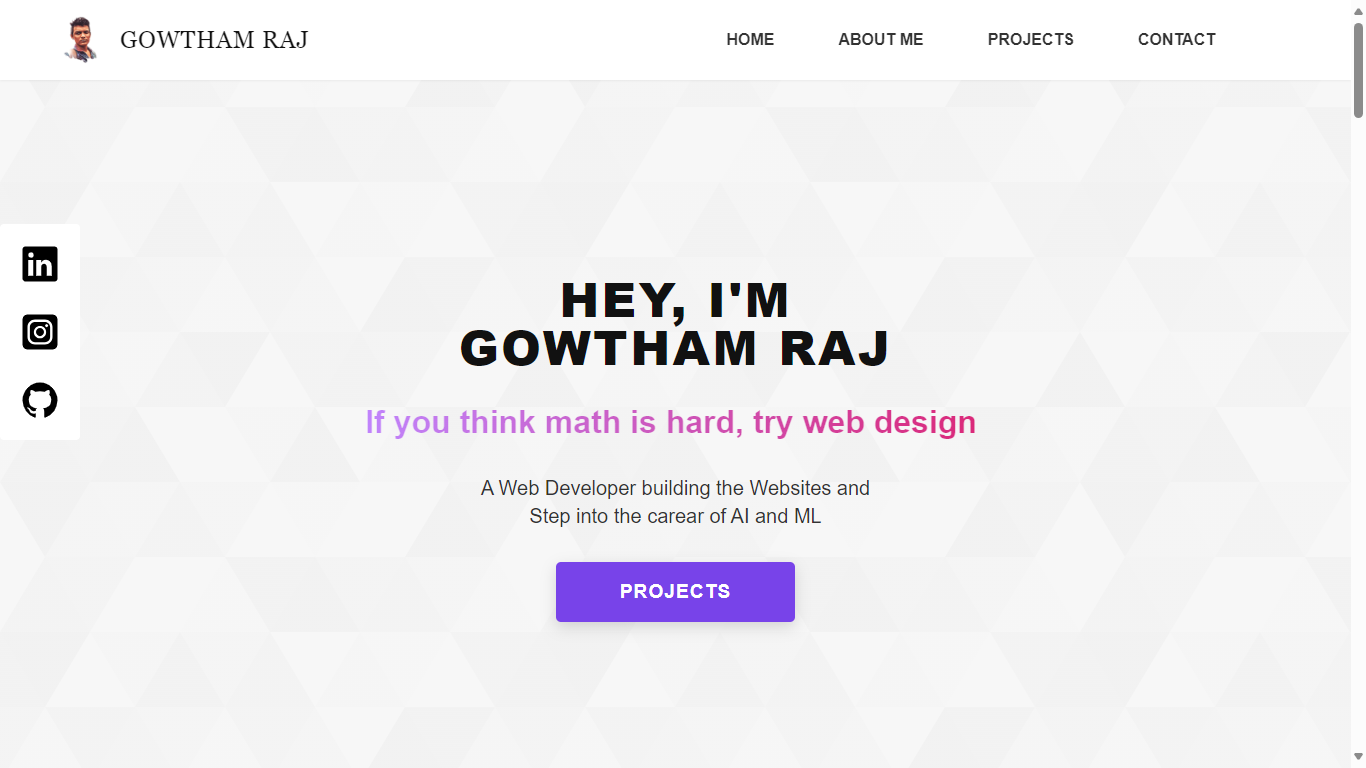 GOWTHAM RAJ
HOME
ABOUT ME
PROJECTS
CONTACT
HEY, I'M
GOWTHAM RAJ
If you think math is hard, try web design
A Web Developer building the Websites and
Step into the carear of AI and ML
PROJECTS